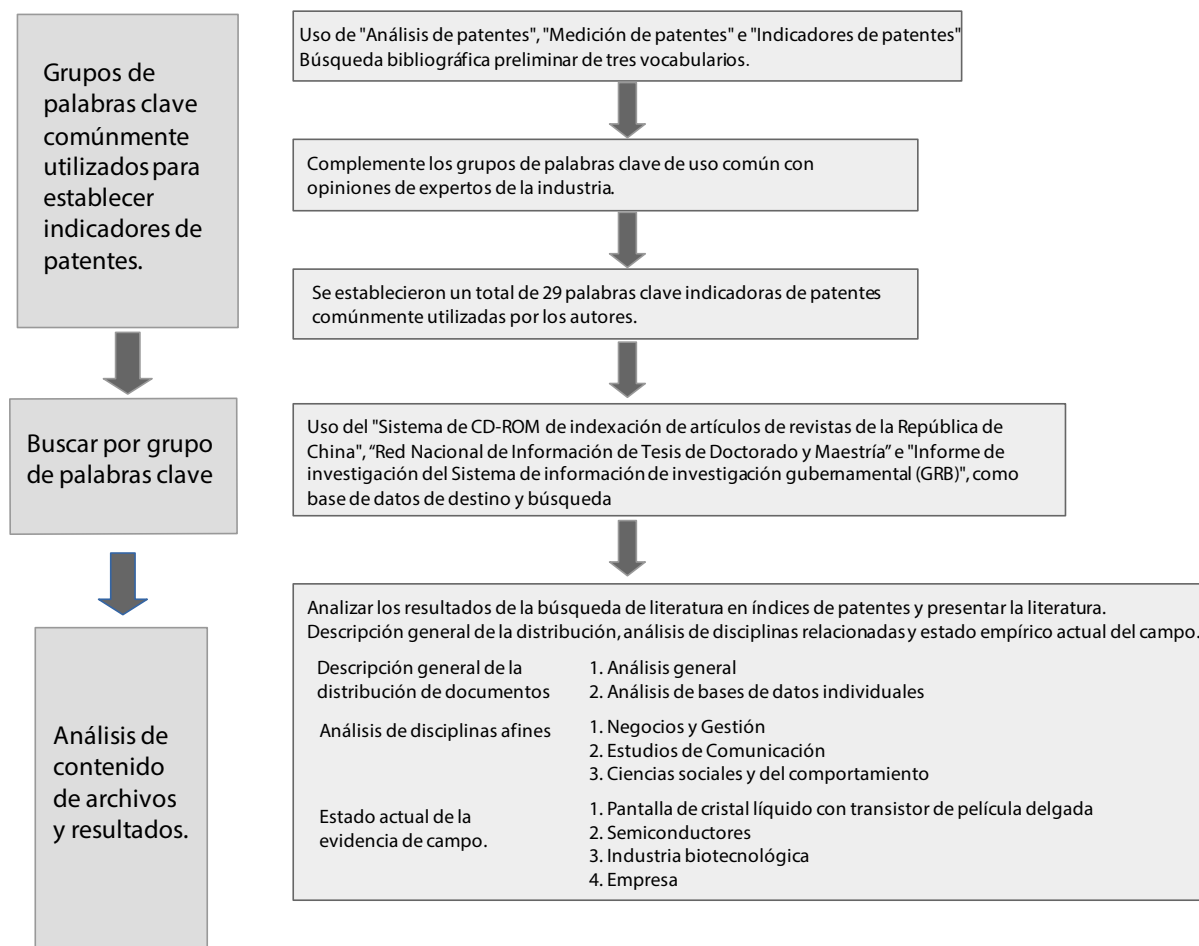 Grupos de
palabras clave
comúnmente
utilizados para
establecer
indicadores de
patentes.
Buscar por grupo
de palabras clave
Análisis de
contenido
de archivos
y resultados.
Uso de "Análisis de patentes", "Medición de patentes" e "Indicadores de patentes"
Búsqueda bibliográfica preliminar de tres vocabularios.
Complemente los grupos de palabras clave de uso común con
opiniones de expertos de la industria.
Se establecieron un total de 29 palabras clave indicadoras de patentes
comúnmente utilizadas por los autores.
Uso del "Sistema de CD-ROM de indexación de artículos de revistas de la República de
China", “Red Nacional de Información de Tesis de Doctorado y Maestría” e "Informe de
investigación del Sistema de información de investigación gubernamental (GRB)", como
base de datos de destino y búsqueda
Analizar los resultados de la búsqueda de literatura en índices de patentes y presentar la literatura.
Descripción general de la distribución, análisis de disciplinas relacionadas y estado empírico actual del campo.
Descripción general de la
distribución de documentos
1. Análisis general
2. Análisis de bases de datos individuales
Análisis de disciplinas afines
1. Negocios y Gestión
2. Estudios de Comunicación
3. Ciencias sociales y del comportamiento
Estado actual de la
evidencia de campo.
1. Pantalla de cristal líquido con transistor de película delgada
2. Semiconductores
3. Industria biotecnológica
4. Empresa